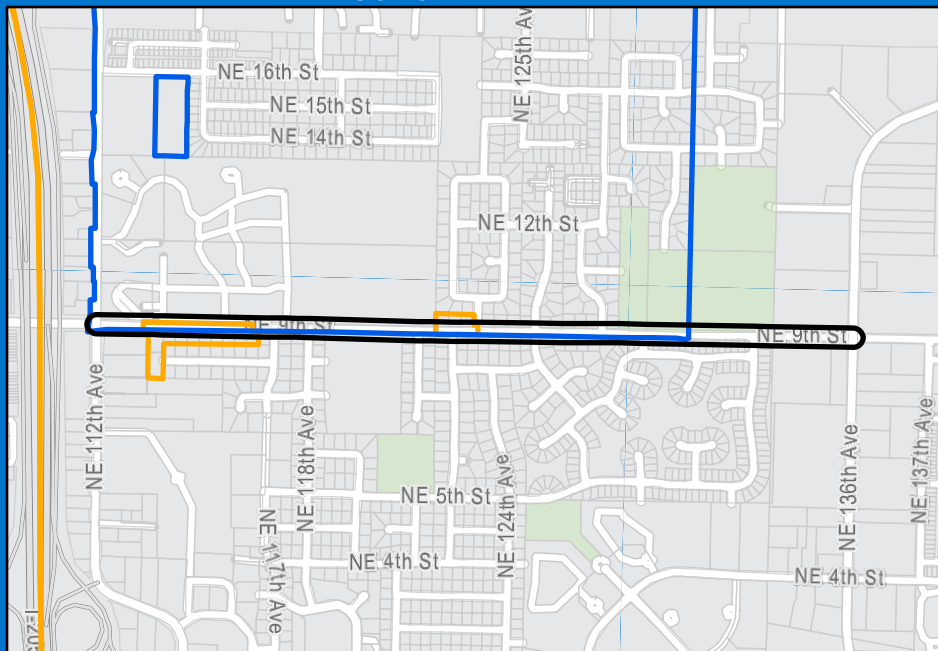 NE 125th Av
NE 16th St
NE 15th St
NE 14th St
NE 12th St
NE 9th St
NE 9th St
NE 112th Ave
NE 118th Ave
NE 124th Ave
NE 136th Ave
NE 137th Ave
NE 5th St
NE 117th Ave
NE 4th St
NE 4th St